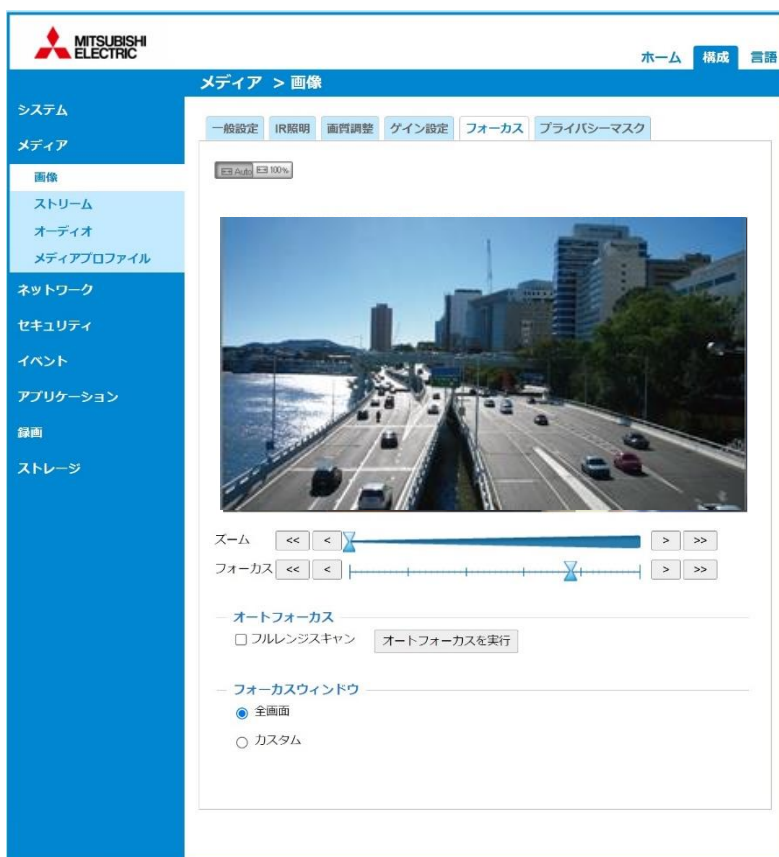 MITSUBISHI
ELECTRIC
ホーム 構成 言語
メディア > 画像
システム
メディア
画像
ストリーム
オーディオ
メディアプロファイル
ネットワーク
セキュリティ
イベント
アプリケーション
録画
ストレージ
一般設定 IR照明 画質調整 ゲイン設定 フォーカス プライバシーマスク
Auto 100%
ズーム << < > >>
フォーカス << < > >>
オートフォーカス
フルレンジスキャン オートフォーカスを実行
フォーカスウィンドウ
全画面
カスタム